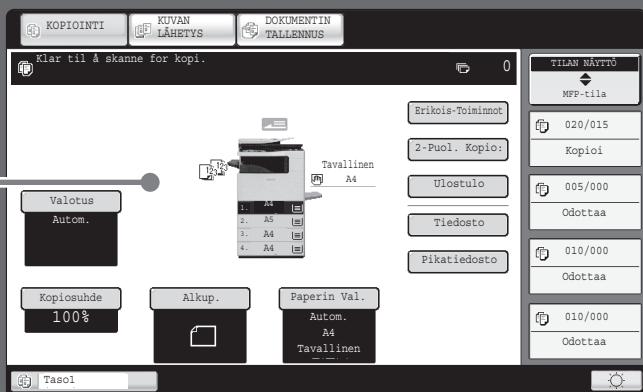 KOPIOINTI
KUVAN
LÄHETYS
DOKUMENTIN
TALLENNUS
Klar til å skanne for kopi.
0
TILAN NÄYTTÖ
MFP-tila
020/015
Kopioi
005/000
Odottaa
010/000
Odottaa
010/000
Odottaa
Erikois-Toiminnot
2-Puol. Kopio:
Ulostulo
Tiedosto
Pikatiedosto
Tavallinen
A4
1. A4
2. A5
3. A4
4. A4
Valotus
Autom.
Kopiosuhde
100%
Alkup.
Paperin Val.
Autom.
A4
Tavallinen
Tasol